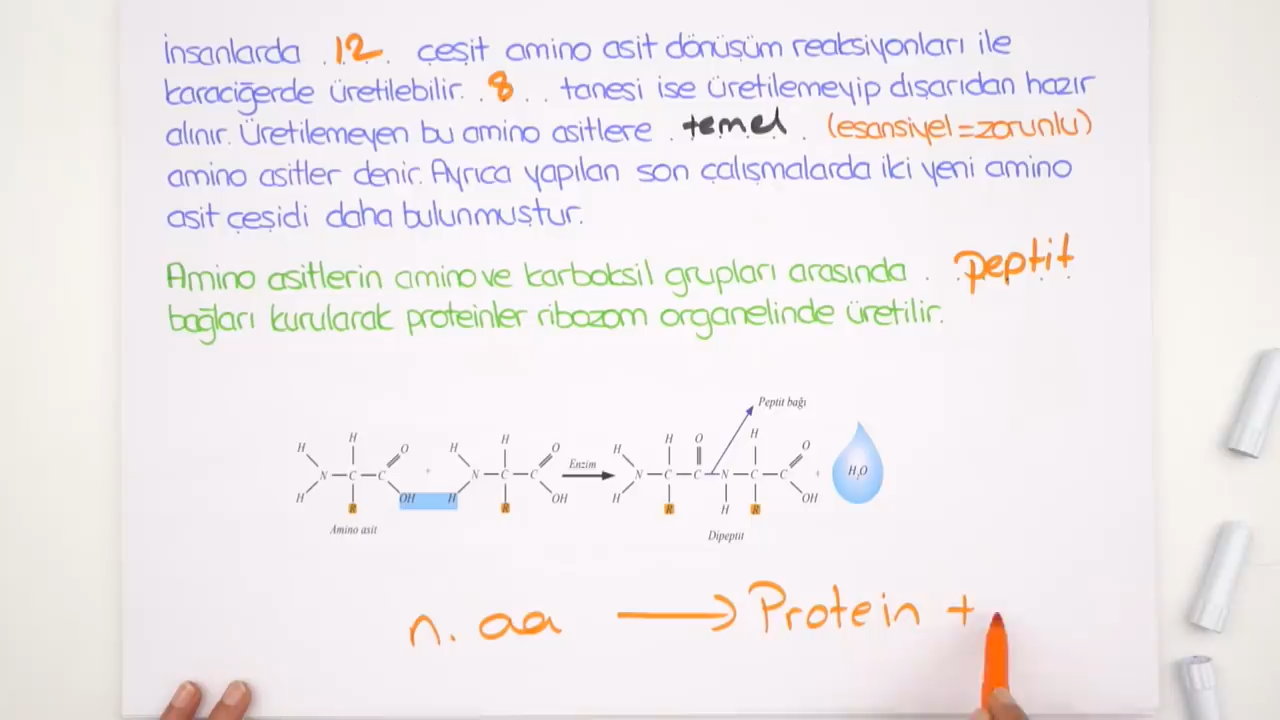 İnsanlarda .12. çeşit amino asit dönüşüm reaksiyonları ile
karaciğerde üretilebilir. .8.. tanesi ise üretilemeyip dışarıdan hazır
alınır. Üretilemeyen bu amino asitlere .temel. (esansiyel=zorunlu)
amino asitler denir. Ayrıca yapılan son çalışmalarda iki yeni amino
asit çeşidi daha bulunmuştur.
Amino asitlerin amino ve karboksil grupları arasında . peptit
bağları kurularak proteinler ribozom organelinde üretilir.
Peptit bağı
H H O H H O H H O H O
N C C + N C C Enzim N C C N C C + H₂O
H R OH H R OH H R H R OH
Amino asit Dipeptit
n. aa → Protein +